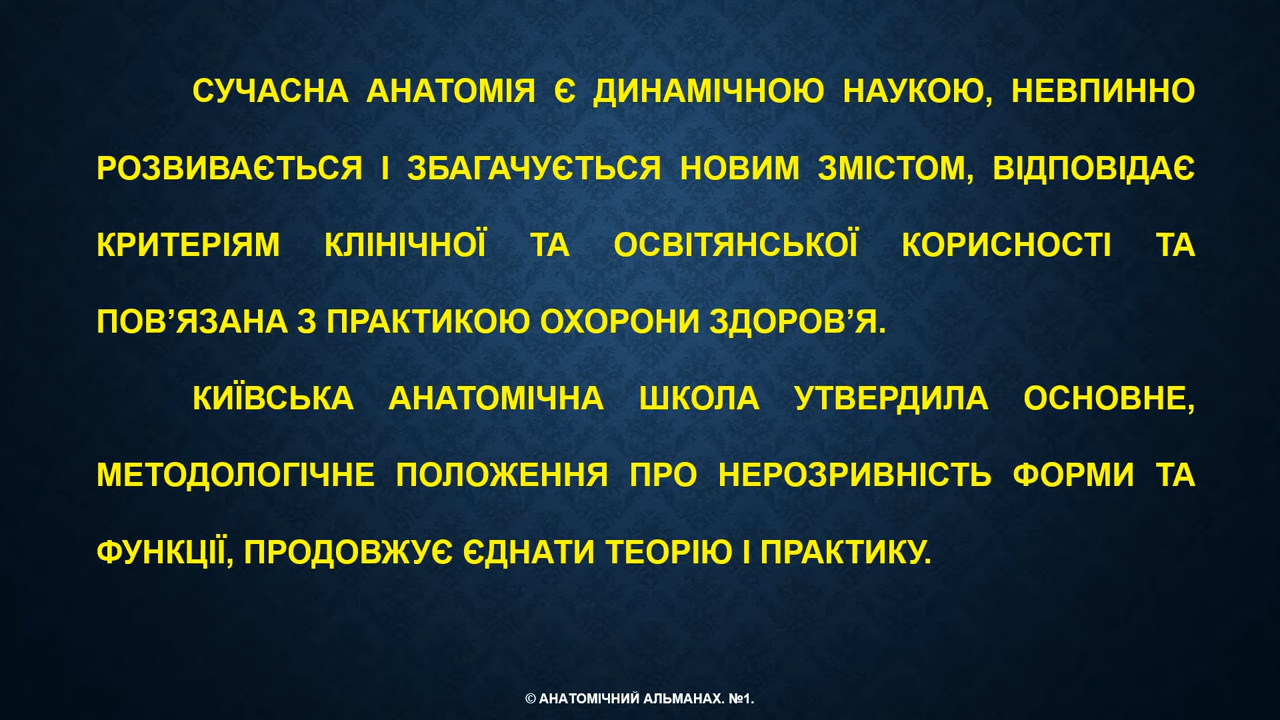 СУЧАСНА АНАТОМІЯ Є ДИНАМІЧНОЮ НАУКОЮ, НЕВПИННО
РОЗВИВАЄТЬСЯ І ЗБАГАЧУЄТЬСЯ НОВИМ ЗМІСТОМ, ВІДПОВІДАЄ
КРИТЕРІЯМ КЛІНІЧНОЇ ТА ОСВІТЯНСЬКОЇ КОРИСНОСТІ ТА
ПОВ’ЯЗАНА З ПРАКТИКОЮ ОХОРОНИ ЗДОРОВ’Я.
КИЇВСЬКА АНАТОМІЧНА ШКОЛА УТВЕРДИЛА ОСНОВНЕ,
МЕТОДОЛОГІЧНЕ ПОЛОЖЕННЯ ПРО НЕРОЗРИВНІСТЬ ФОРМИ ТА
ФУНКЦІЇ, ПРОДОВЖУЄ ЄДНАТИ ТЕОРІЮ І ПРАКТИКУ.
© АНАТОМІЧНИЙ АЛЬМАНАХ. №1.